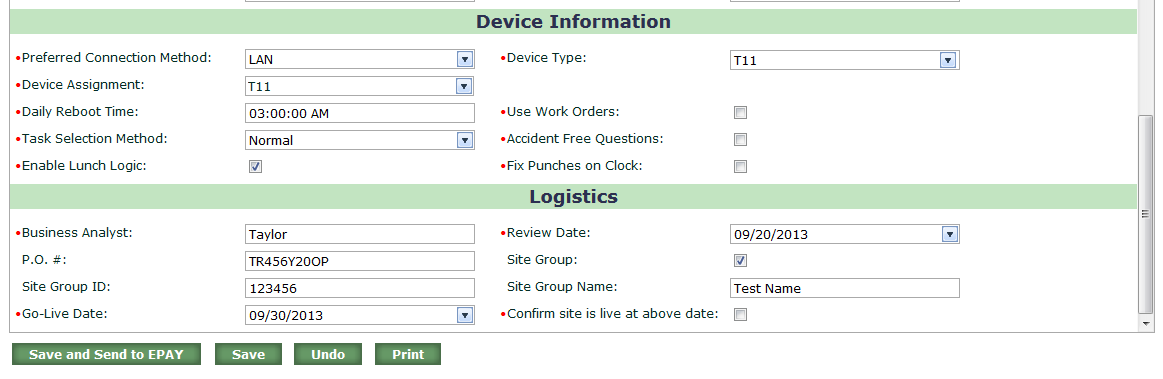 Device Information
•Preferred Connection Method: LAN •Device Type: T11
•Device Assignment: T11
•Daily Reboot Time: 03:00:00 AM •Use Work Orders:
•Task Selection Method: Normal •Accident Free Questions:
•Enable Lunch Logic: •Fix Punches on Clock:
Logistics
•Business Analyst: Taylor •Review Date: 09/20/2013
P.O. #: TR456Y20OP Site Group:
Site Group ID: 123456 Site Group Name: Test Name
•Go-Live Date: 09/30/2013 •Confirm site is live at above date:
Save and Send to EPAY Save Undo Print